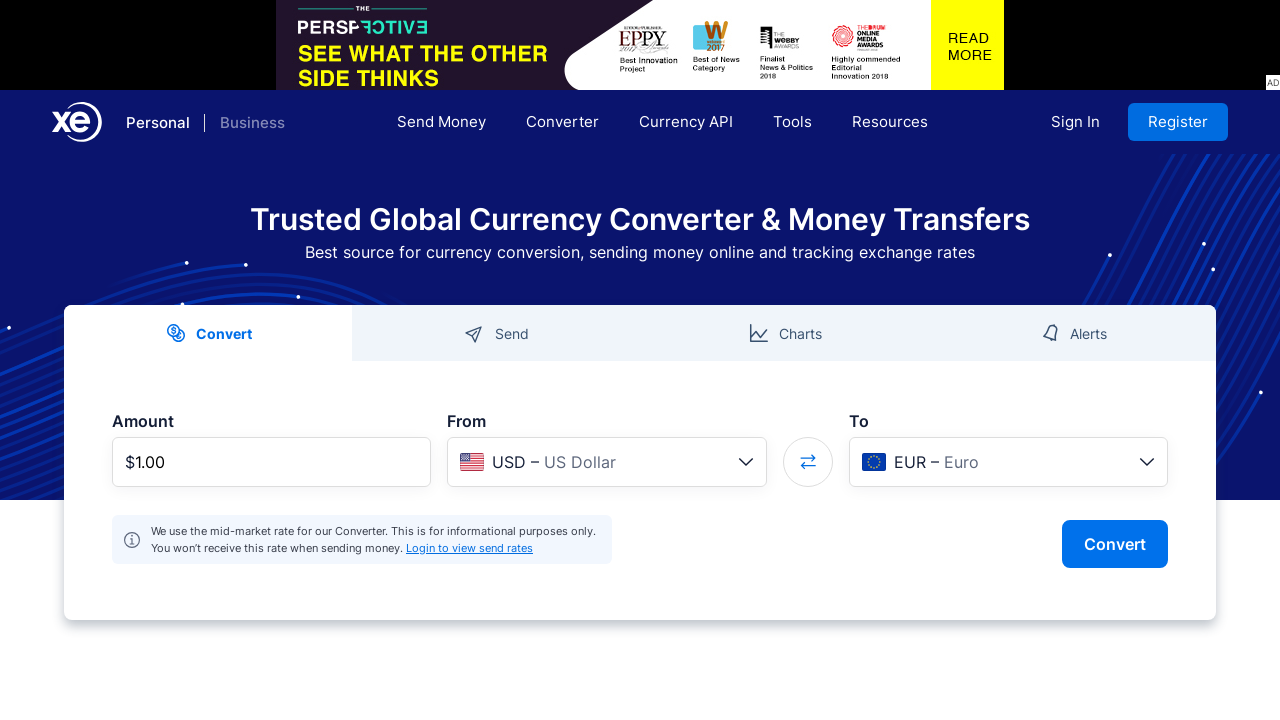 THE
PERSPECTIVE
SEE WHAT THE OTHER
SIDE THINKS
EPPY
2017
Best Innovation
Project
W
2017
Best of News
Category
THE
WEBBY
AWARDS
Finalist
News & Politics
2018
THE DRUM
ONLINE
MEDIA
AWARDS
Highly commended
Editorial
Innovation 2018
READ
MORE
AD
xe
Personal
Business
Send Money
Converter
Currency API
Tools
Resources
Sign In
Register
Trusted Global Currency Converter & Money Transfers
Best source for currency conversion, sending money online and tracking exchange rates
Convert
Send
Charts
Alerts
Amount
From
To
$1.00
USD – US Dollar
EUR – Euro
We use the mid-market rate for our Converter. This is for informational purposes only.
You won’t receive this rate when sending money. Login to view send rates
Convert